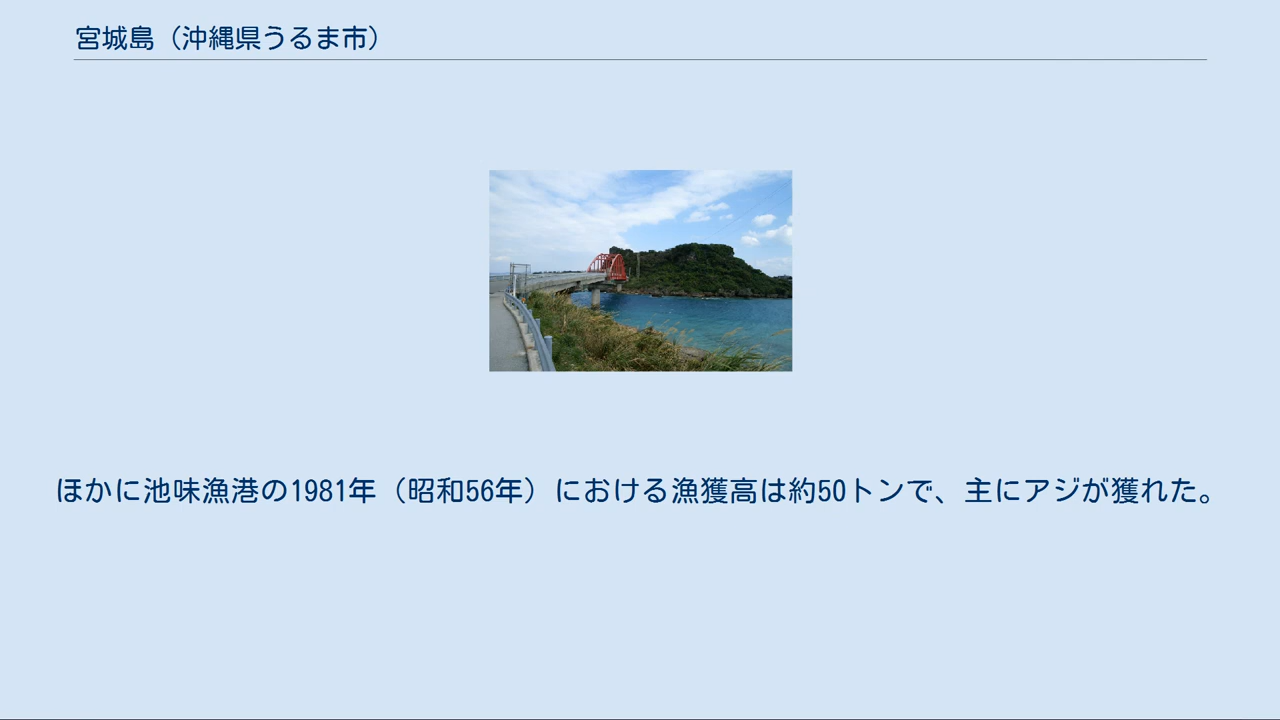 宮城島（沖縄県うるま市）
ほかに池味漁港の1981年（昭和56年）における漁獲高は約50トンで、主にアジが獲れた。